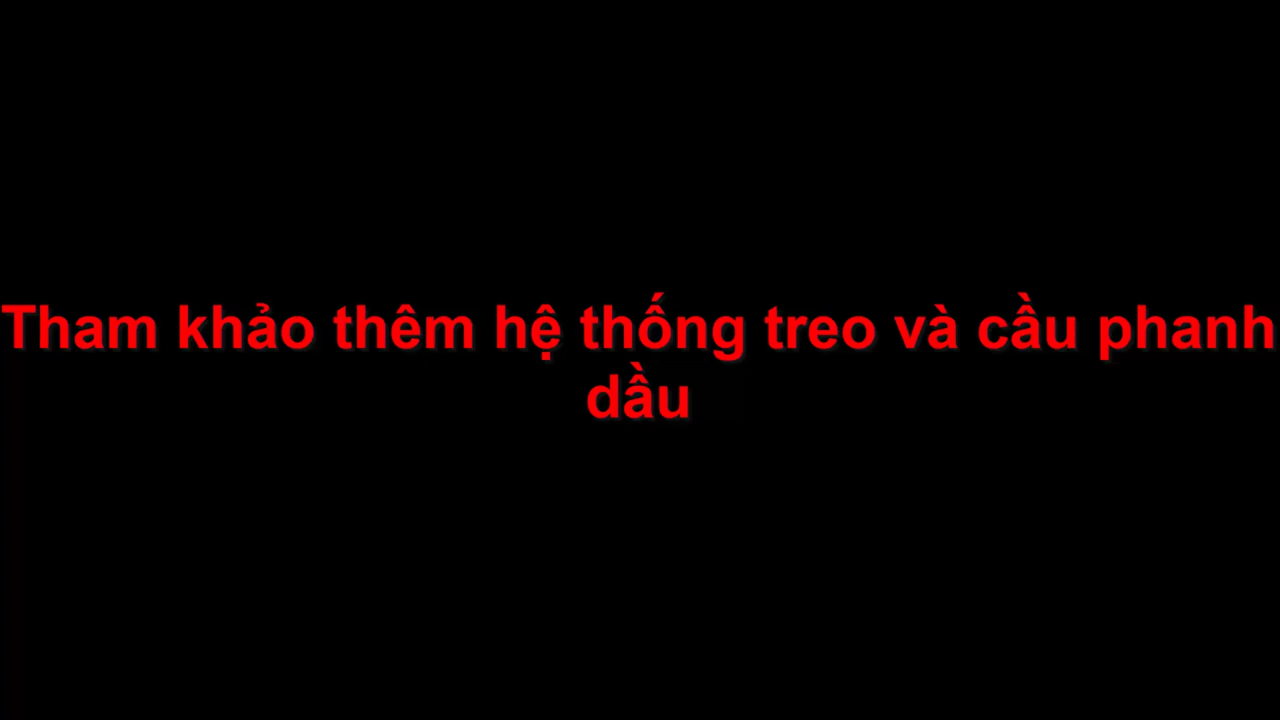 Tham khảo thêm hệ thống treo và cầu phanh
dầu